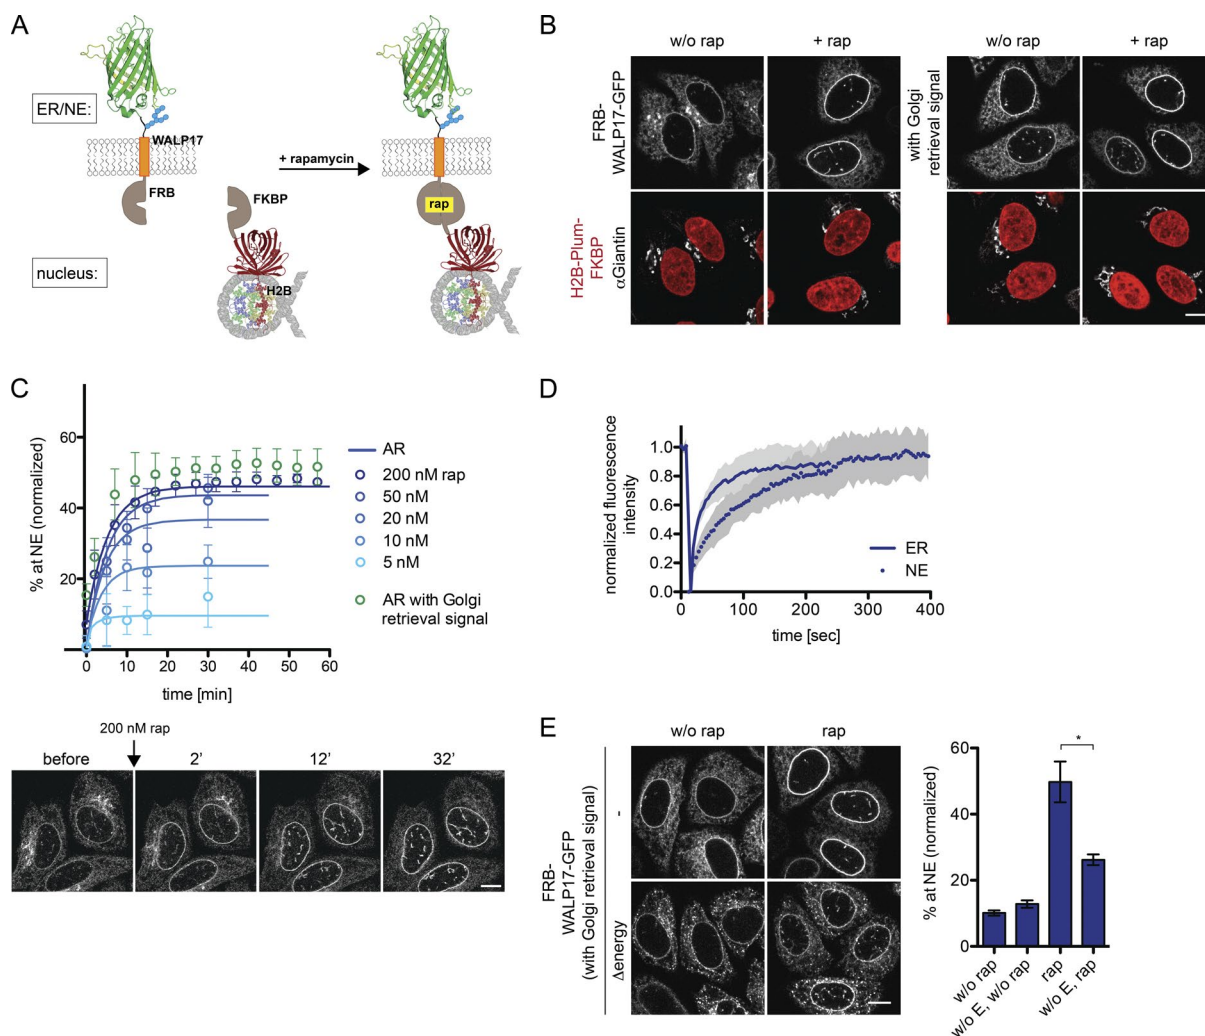 A
ER/NE:
WALP17
FRB
FKBP
+ rapamycin
rap
nucleus:
H2B
B
w/o rap
+ rap
w/o rap
+ rap
FRB-
WALP17-GFP
with Golgi
retrieval signal
H2B-Plum-
FKBP
αGiantin
C
% at NE (normalized)
60
40
20
0
10
20
30
40
50
60
time [min]
AR
200 nM rap
50 nM
20 nM
10 nM
5 nM
AR with Golgi
retrieval signal
200 nM rap
before
2'
12'
32'
D
normalized fluorescence
intensity
1.0
0.8
0.6
0.4
0.2
0.0
0
100
200
300
400
time [sec]
ER
NE
E
w/o rap
rap
FRB-
WALP17-GFP
(with Golgi retrieval signal)
-
Δenergy
% at NE (normalized)
60
40
20
0
*
w/o rap
w/o E, w/o rap
rap
w/o E, rap